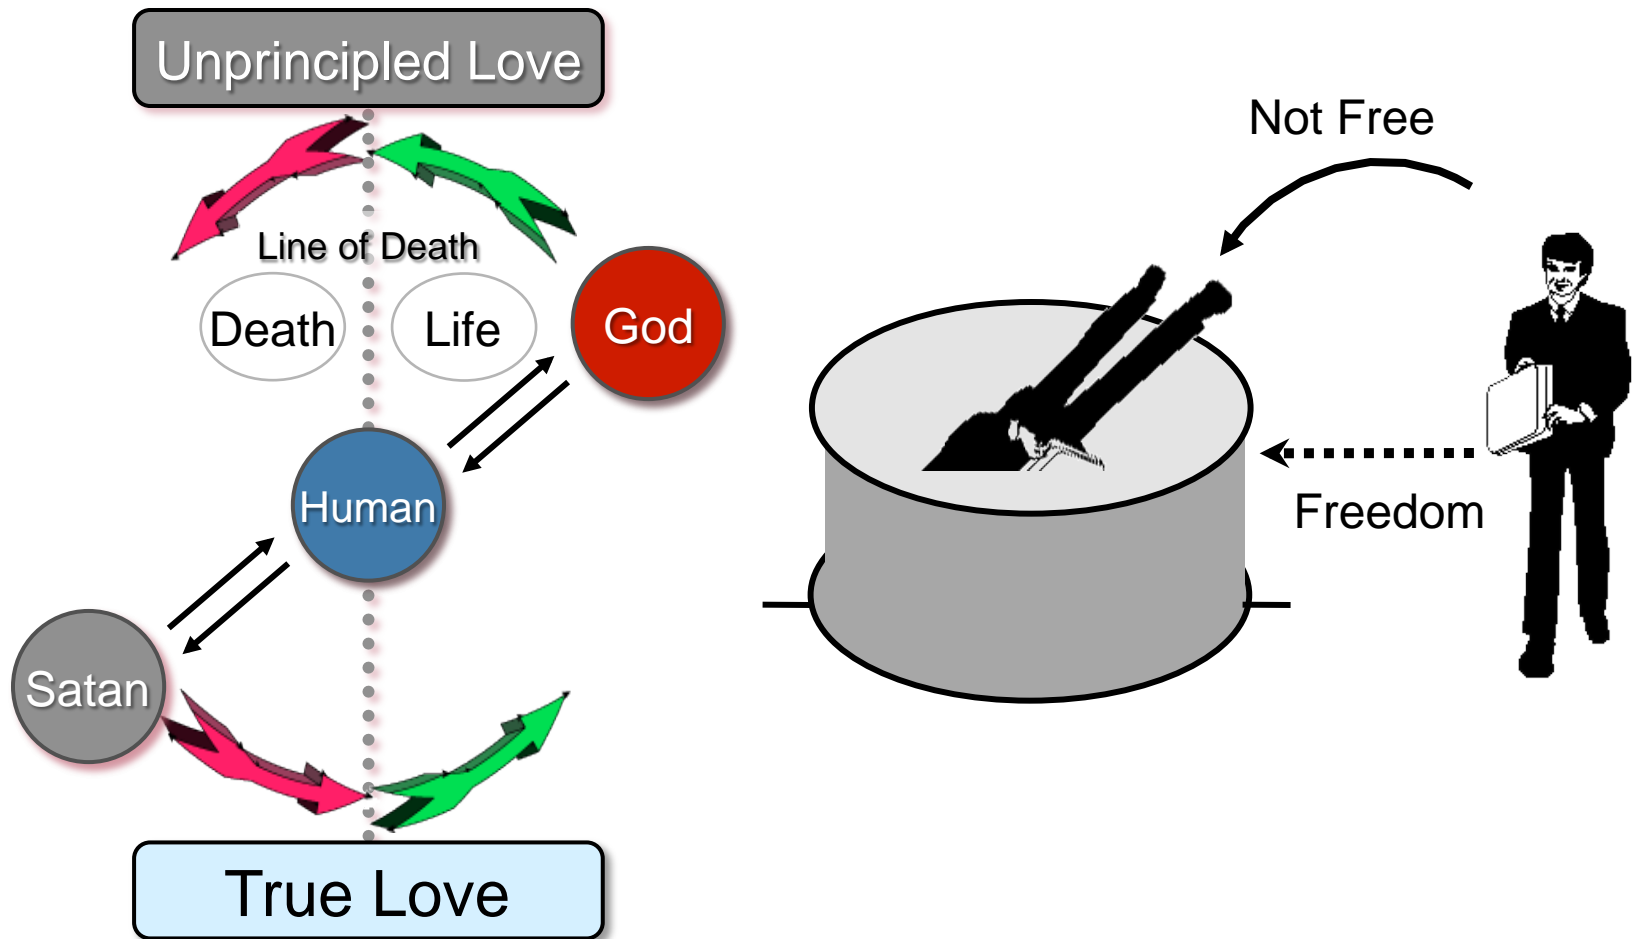 Unprincipled Love
Line of Death
Death
Life
God
Human
Satan
True Love
Not Free
Freedom